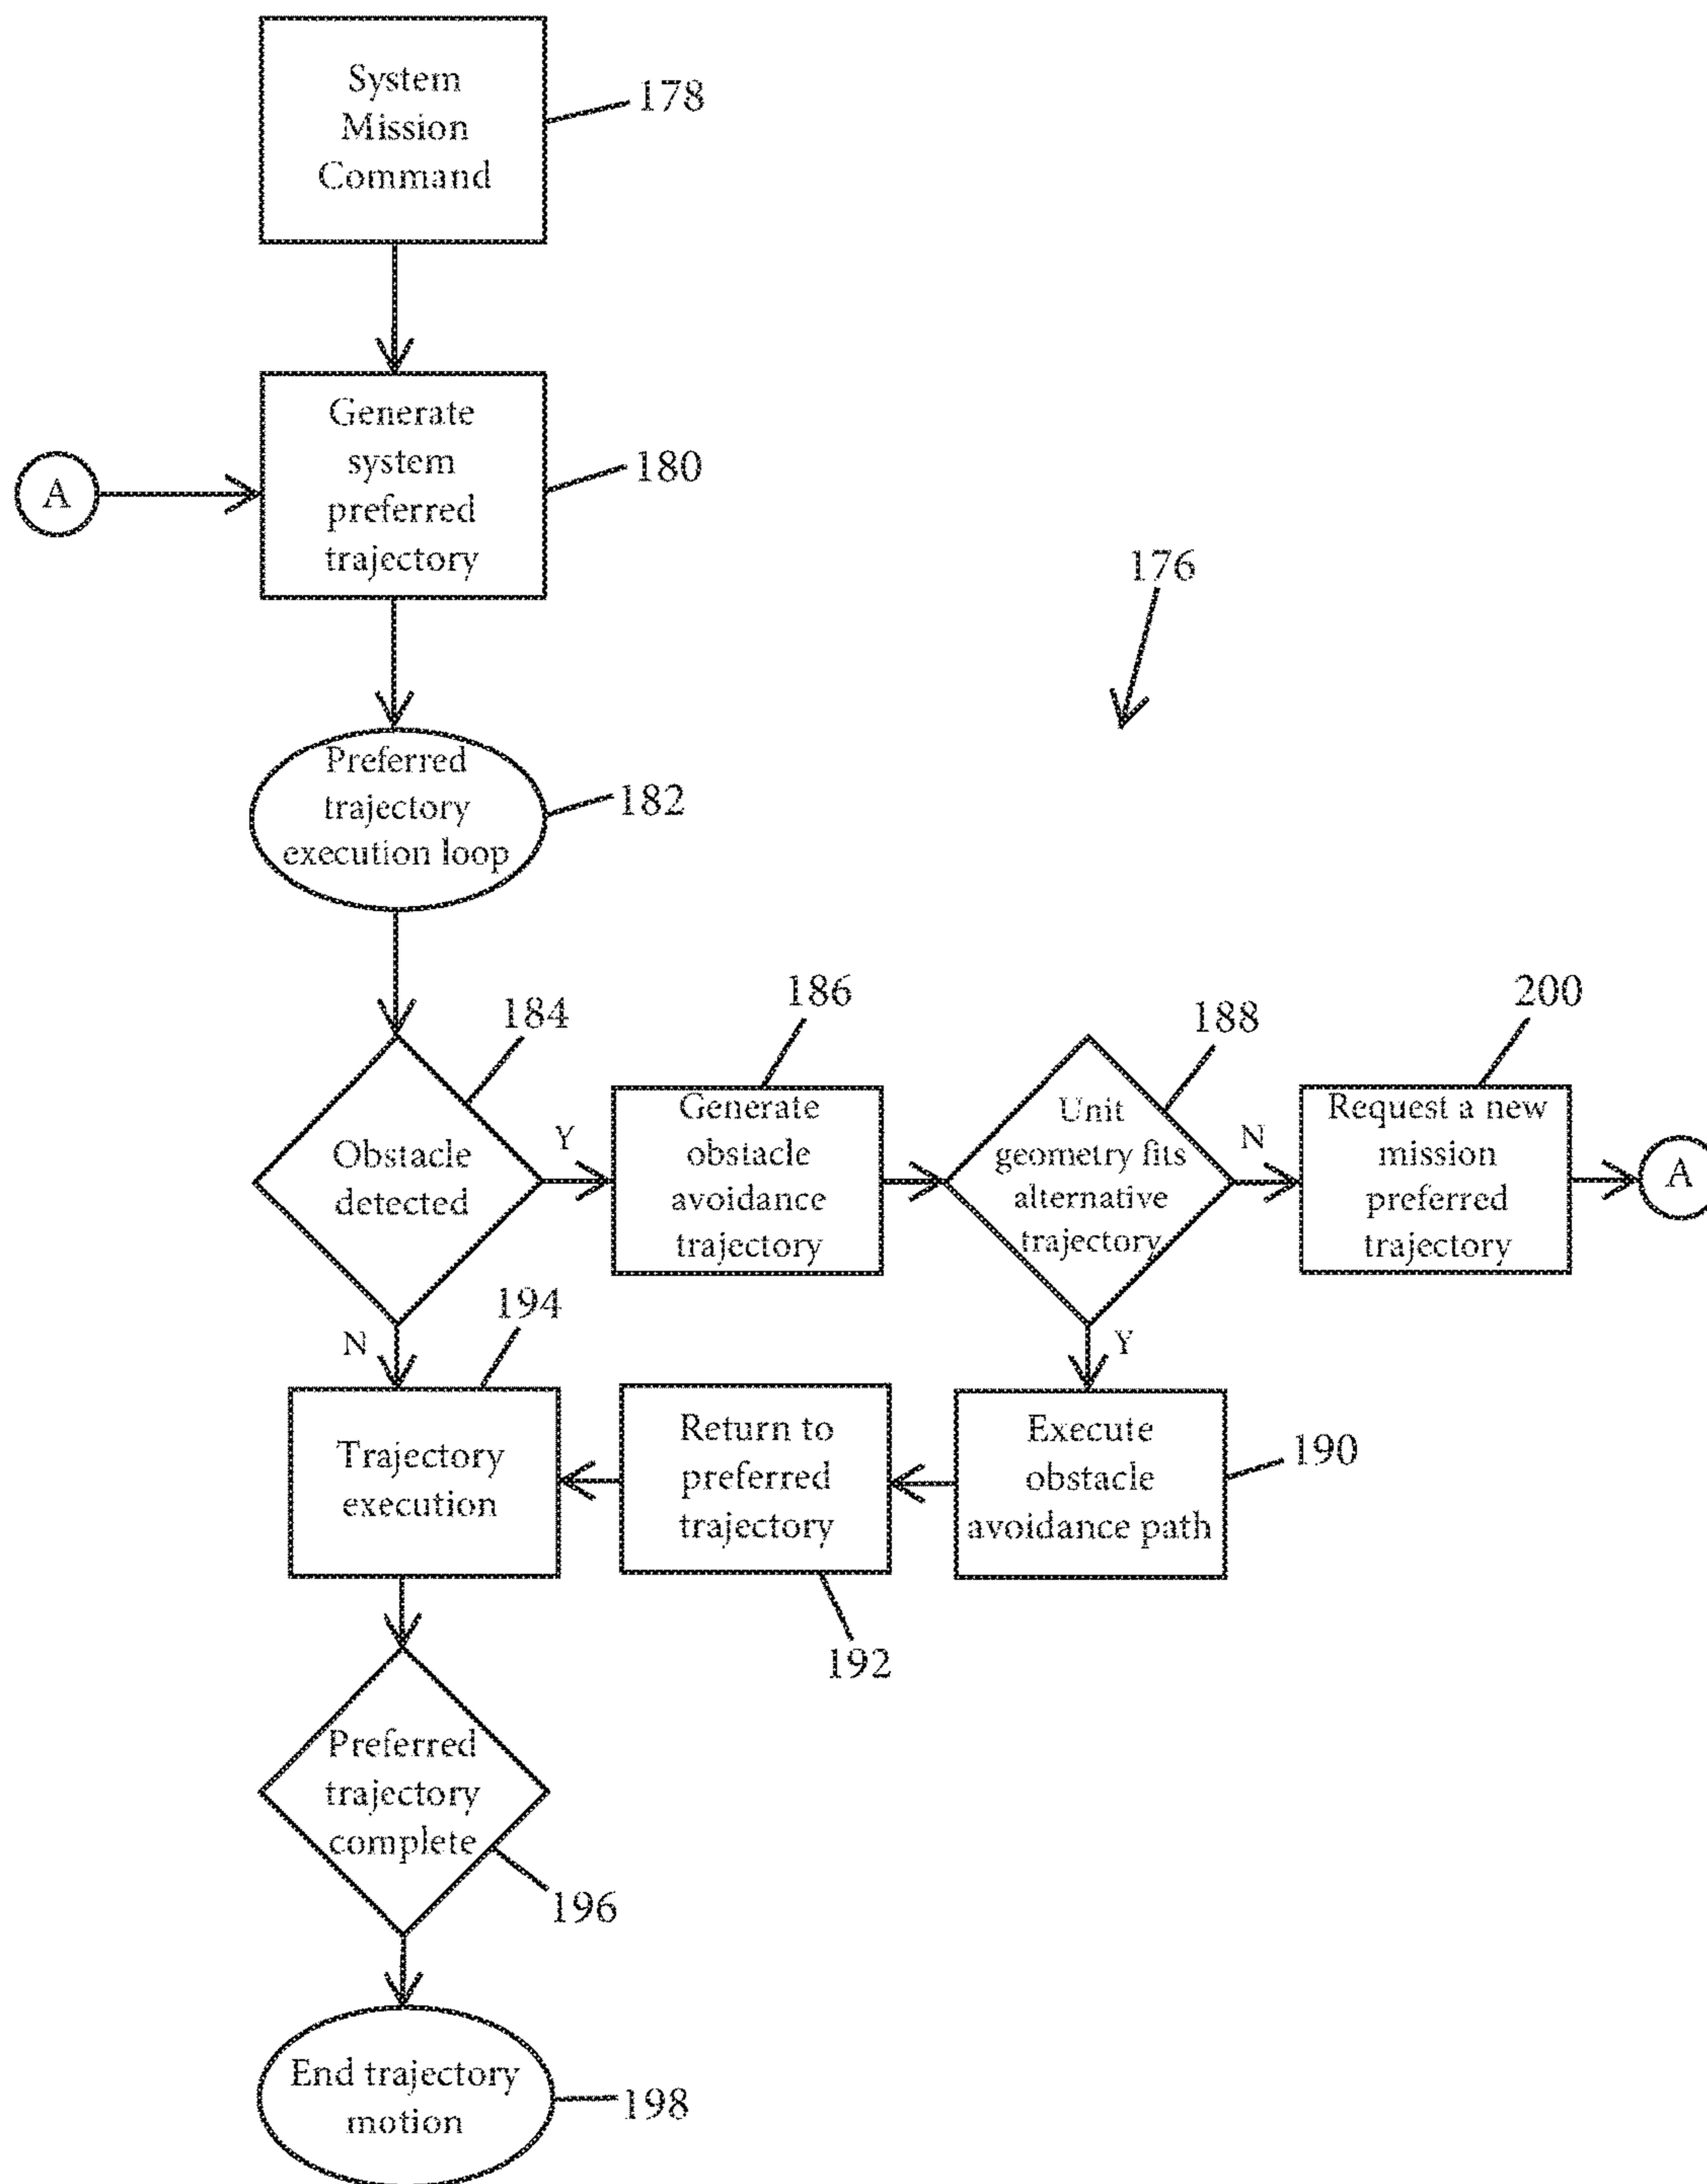 System
Mission
Command
178
Generate
system
preferred
trajectory
180
A
176
Preferred
trajectory
execution loop
182
184
Obstacle
detected
Y
N
186
Generate
obstacle
avoidance
trajectory
188
Unit
geometry fits
alternative
trajectory
N
Y
200
Request a new
mission
preferred
trajectory
A
194
Trajectory
execution
Return to
preferred
trajectory
192
Execute
obstacle
avoidance path
190
Preferred
trajectory
complete
196
End trajectory
motion
198